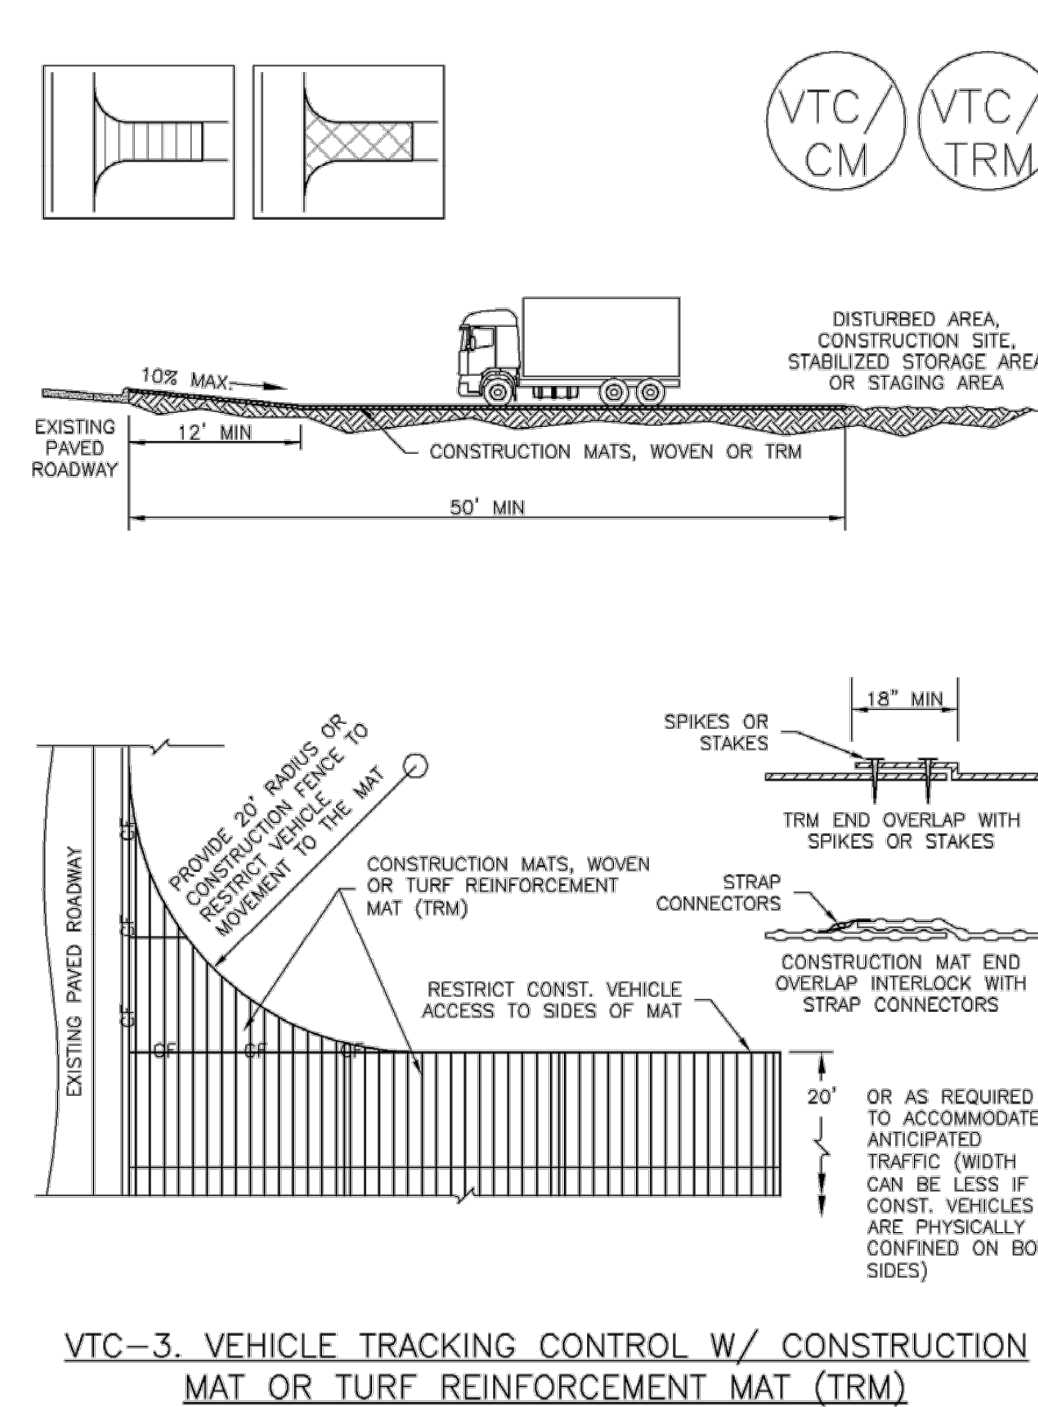 VTC/
CM
VTC/
TRM
DISTURBED AREA,
CONSTRUCTION SITE,
STABILIZED STORAGE AREA
OR STAGING AREA
10% MAX.
EXISTING
PAVED
ROADWAY
12' MIN
CONSTRUCTION MATS, WOVEN OR TRM
50' MIN
18" MIN
SPIKES OR
STAKES
TRM END OVERLAP WITH
SPIKES OR STAKES
PROVIDE 20' RADIUS OR
CONSTRUCTION FENCE TO
RESTRICT VEHICLE
MOVEMENT TO THE MAT
CONSTRUCTION MATS, WOVEN
OR TURF REINFORCEMENT
MAT (TRM)
STRAP
CONNECTORS
CONSTRUCTION MAT END
OVERLAP INTERLOCK WITH
STRAP CONNECTORS
RESTRICT CONST. VEHICLE
ACCESS TO SIDES OF MAT
EXISTING PAVED ROADWAY
CF
CF
CF
CF
CF
CF
20'
OR AS REQUIRED
TO ACCOMMODATE
ANTICIPATED
TRAFFIC (WIDTH
CAN BE LESS IF
CONST. VEHICLES
ARE PHYSICALLY
CONFINED ON
SIDES)
VTC-3. VEHICLE TRACKING CONTROL W/ CONSTRUCTION
MAT OR TURF REINFORCEMENT MAT (TRM)